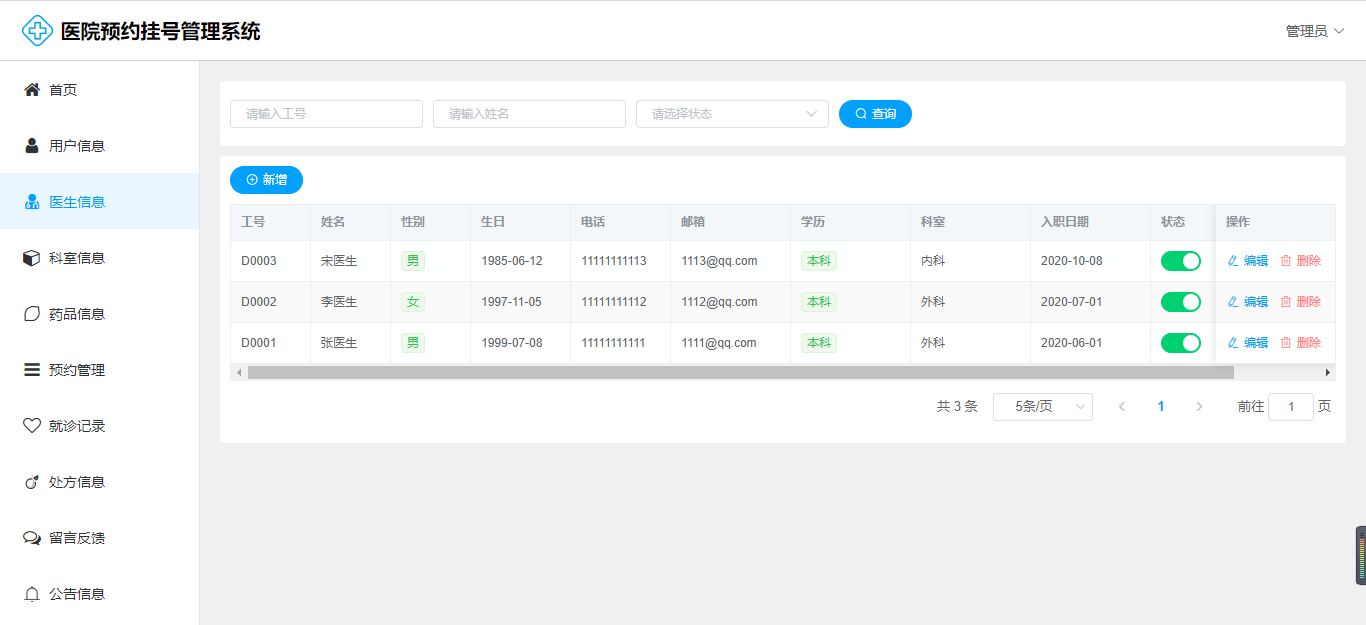 医院预约挂号管理系统
管理员
首页
用户信息
医生信息
科室信息
药品信息
预约管理
就诊记录
处方信息
留言反馈
公告信息
请输入工号 请输入姓名 请选择状态 查询
新增
工号 姓名 性别 生日 电话 邮箱 学历 科室 入职日期 状态 操作
D0003 宋医生 男 1985-06-12 11111111113 1113@qq.com 本科 内科 2020-10-08 编辑 删除
D0002 李医生 女 1997-11-05 11111111112 1112@qq.com 本科 外科 2020-07-01 编辑 删除
D0001 张医生 男 1999-07-08 11111111111 1111@qq.com 本科 外科 2020-06-01 编辑 删除
共 3 条 5条/页 1 前往 1 页